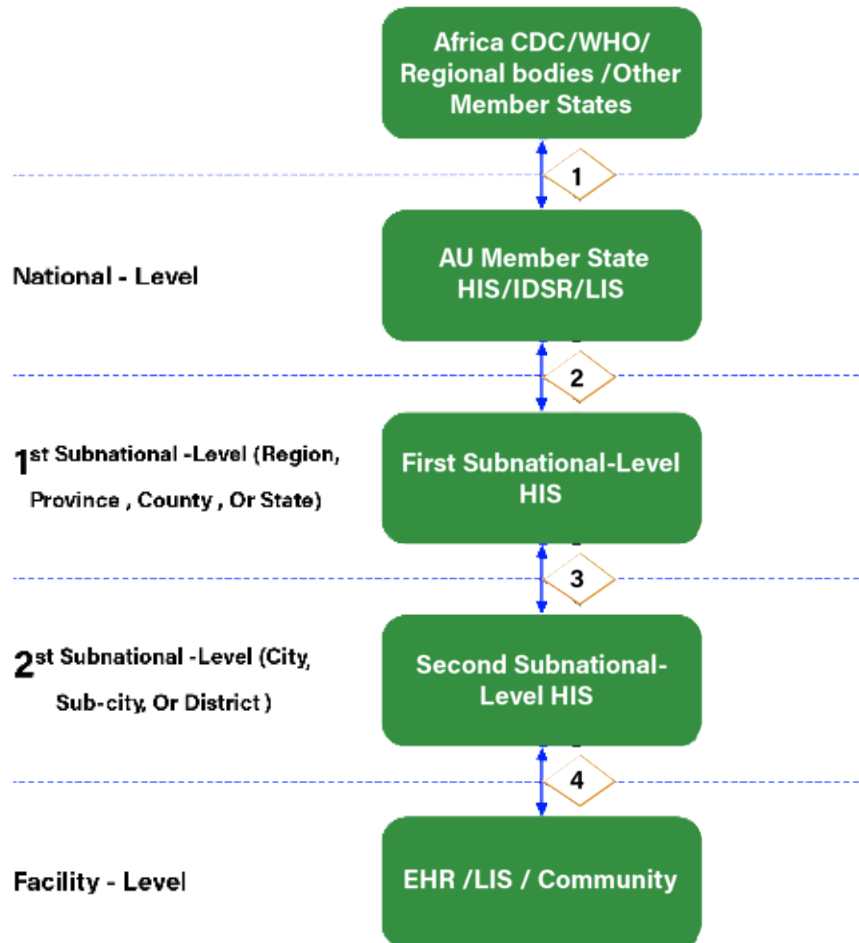 Africa CDC/WHO/
Regional bodies /Other
Member States
1
National - Level
AU Member State
HIS/IDSR/LIS
2
1st Subnational -Level (Region,
Province , County , Or State)
First Subnational-Level
HIS
3
2st Subnational -Level (City,
Sub-city, Or District )
Second Subnational-
Level HIS
4
Facility - Level
EHR /LIS / Community